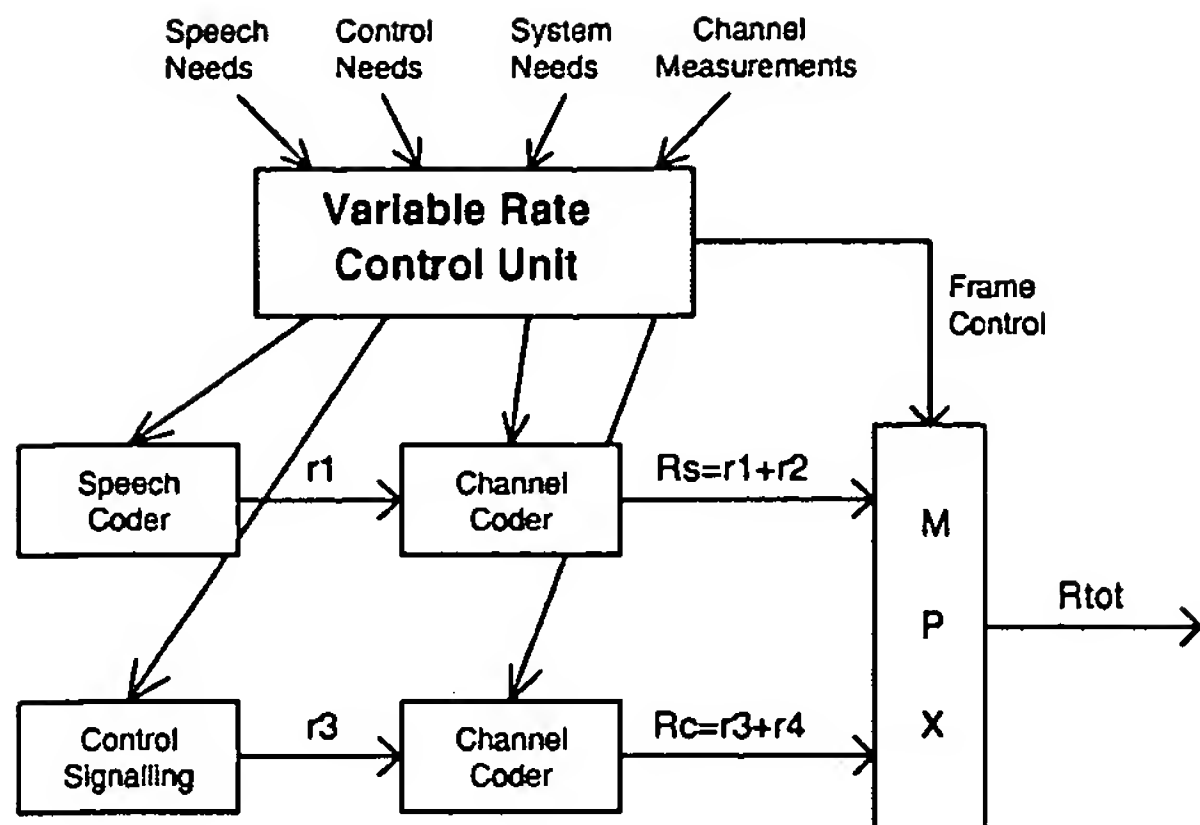 Speech Needs
Control Needs
System Needs
Channel Measurements
Variable Rate
Control Unit
Frame
Control
Speech
Coder
r1
Channel
Coder
Rs=r1+r2
M
P
X
Rtot
Control
Signalling
r3
Channel
Coder
Rc=r3+r4